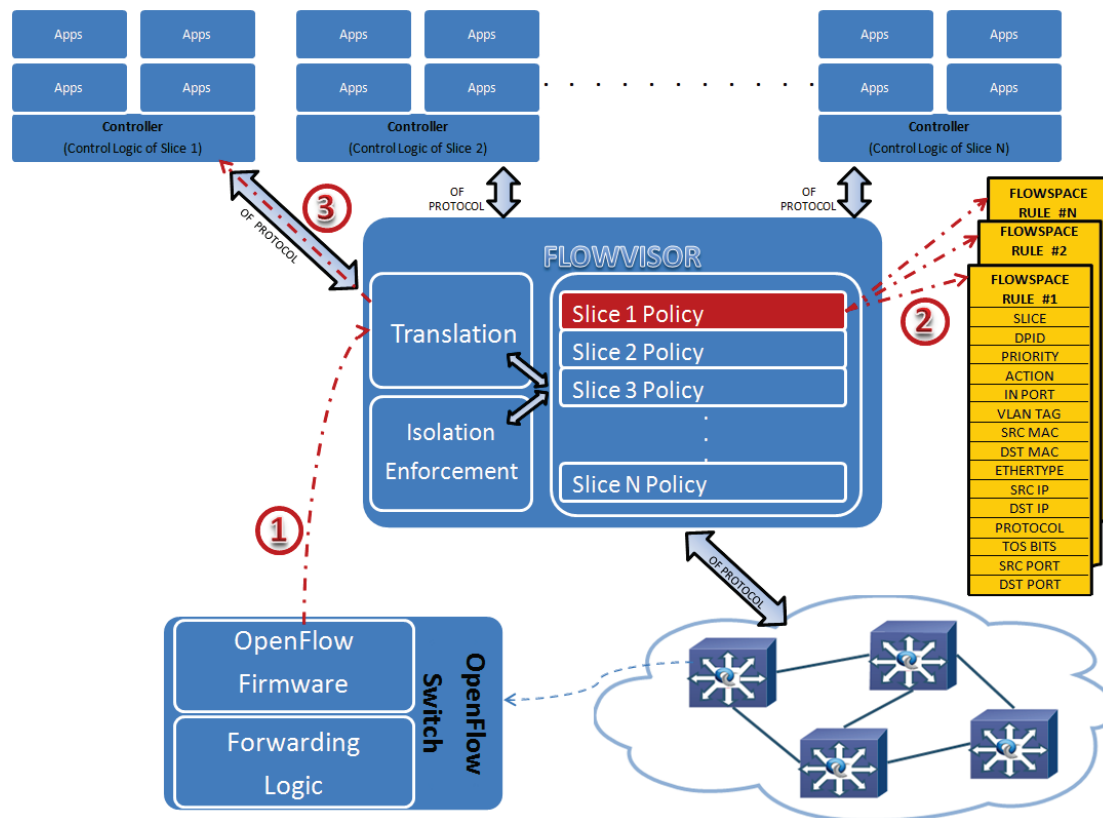 Apps
Apps
Apps
Apps
Controller
(Control Logic of Slice 1)
Apps
Apps
Apps
Apps
Controller
(Control Logic of Slice 2)
. . . . . . . . . . . . .
Apps
Apps
Apps
Apps
Controller
(Control Logic of Slice N)
3
OF PROTOCOL
OF
PROTOCOL
OF
PROTOCOL
FLOWVISOR
Translation
Isolation
Enforcement
Slice 1 Policy
Slice 2 Policy
Slice 3 Policy
.
.
.
Slice N Policy
2
FLOWSPACE
RULE #N
FLOWSPACE
RULE #2
FLOWSPACE
RULE #1
SLICE
DPID
PRIORITY
ACTION
IN PORT
VLAN TAG
SRC MAC
DST MAC
ETHERTYPE
SRC IP
DST IP
PROTOCOL
TOS BITS
SRC PORT
DST PORT
1
OF PROTOCOL
OpenFlow
Firmware
Forwarding
Logic
OpenFlow
Switch